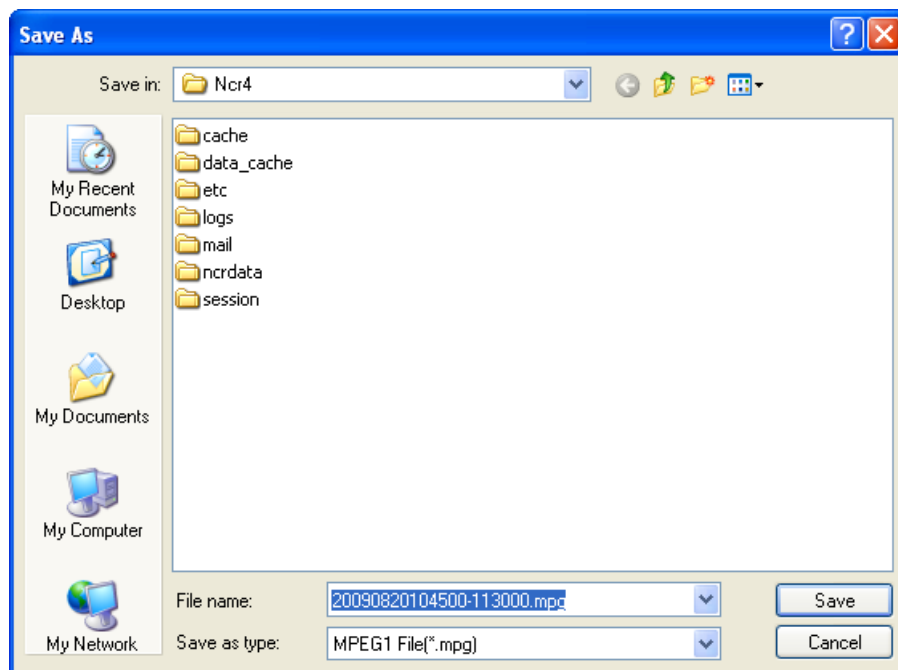 Save As
Save in:
Ncr4
My Recent
Documents
Desktop
My Documents
My Computer
My Network
cache
data_cache
etc
logs
mail
ncrdata
session
File name:
20090820104500-113000.mpg
Save
Save as type:
MPEG1 File(*.mpg)
Cancel